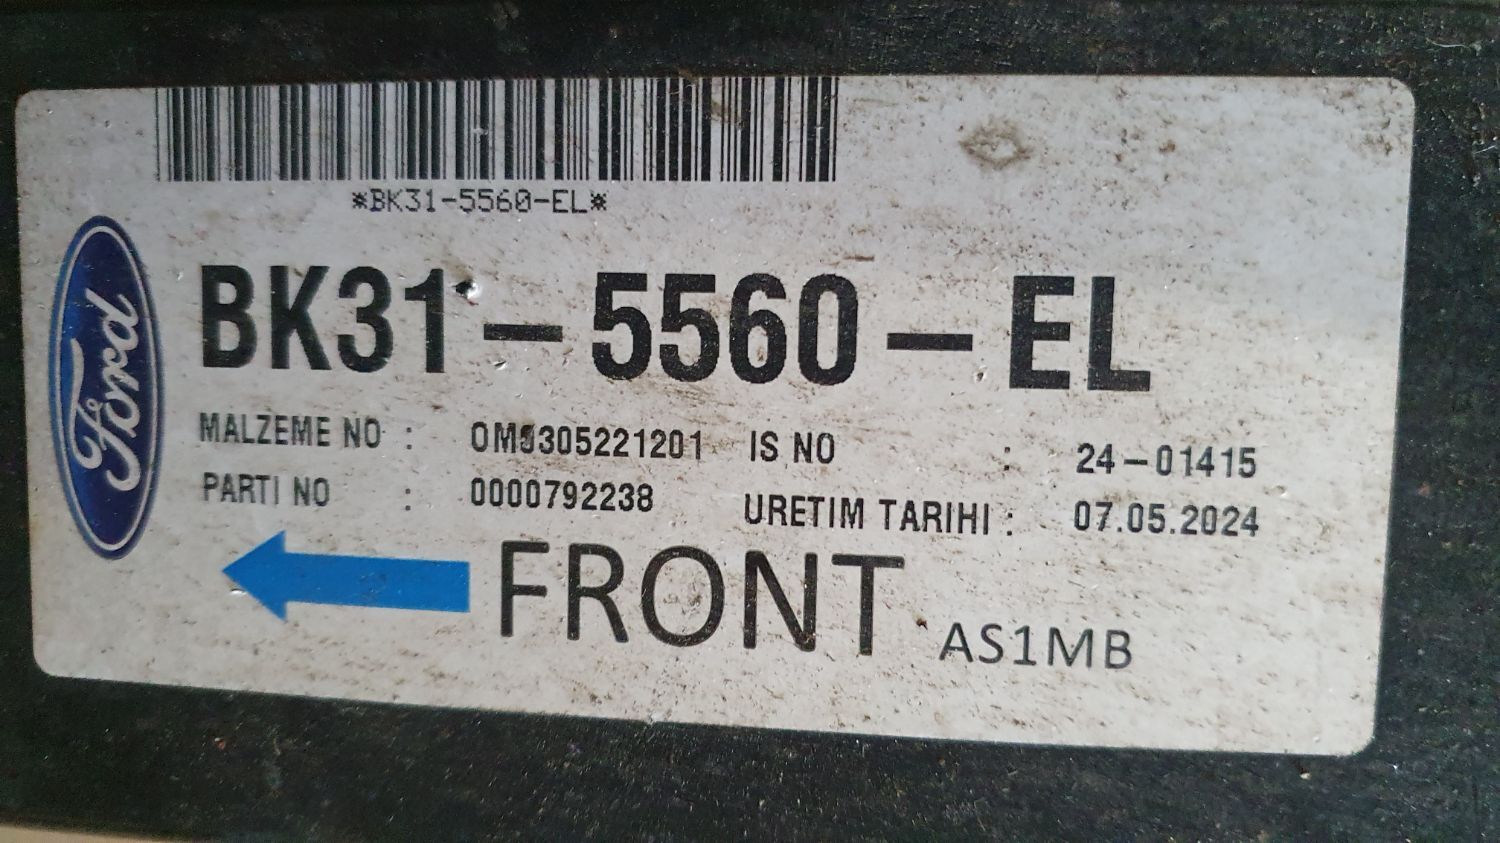 *BK31-5560-EL*
Ford
BK31-5560-EL
MALZEME NO : 0M0305221201 IS NO : 24-01415
PARTI NO : 0000792238 URETIM TARIHI : 07.05.2024
FRONT AS1MB